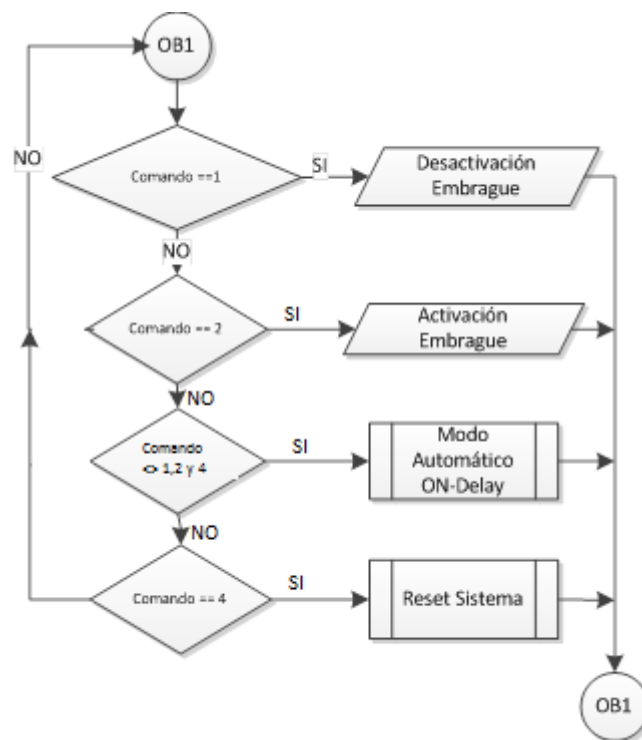 OB1
NO
Comando ==1
SI
Desactivación
Embrague
NO
Comando == 2
SI
Activación
Embrague
NO
Comando
<> 1,2 y 4
SI
Modo
Automático
ON-Delay
NO
Comando == 4
SI
Reset Sistema
OB1